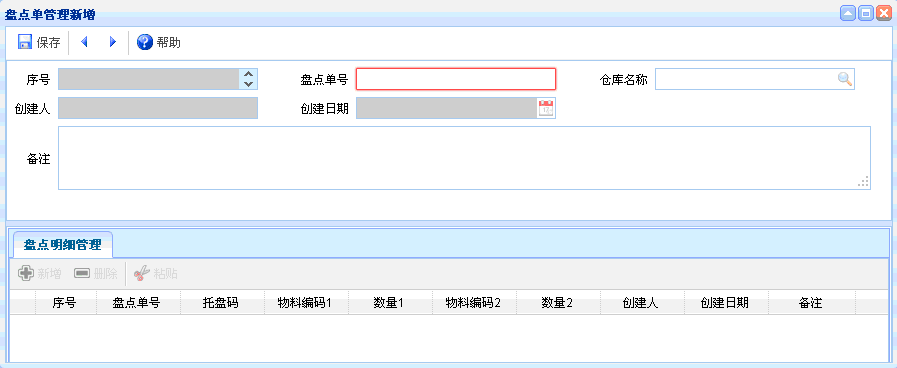 盘点单管理新增
保存 帮助
序号 盘点单号 仓库名称
创建人 创建日期
备注
盘点明细管理
新增 删除 粘贴
序号 盘点单号 托盘码 物料编码1 数量1 物料编码2 数量2 创建人 创建日期 备注